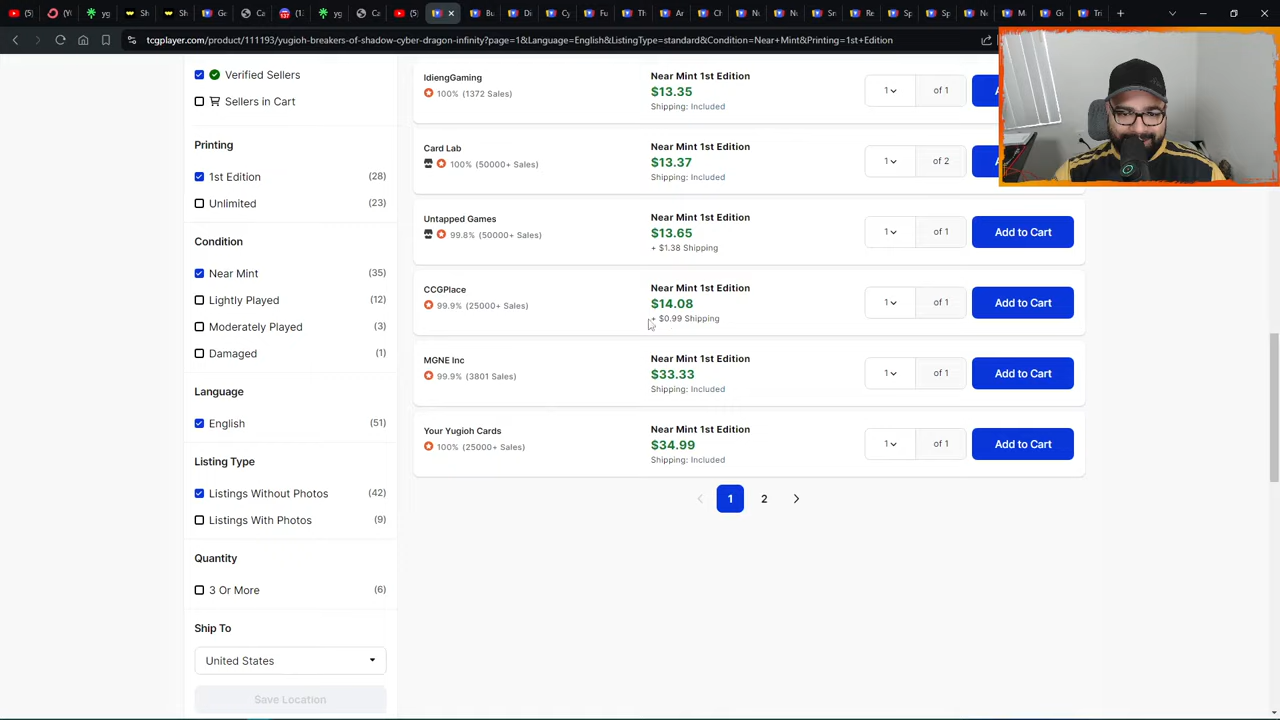 tcgplayer.com/product/111193/yugioh-breakers-of-shadow-cyber-dragon-infinity?page=1&Language=English&ListingType=standard&Condition=Near+Mint&Printing=1st+Edition
Verified Sellers
Sellers in Cart
Printing
1st Edition (28)
Unlimited (23)
Condition
Near Mint (35)
Lightly Played (12)
Moderately Played (3)
Damaged (1)
Language
English (51)
Listing Type
Listings Without Photos (42)
Listings With Photos (9)
Quantity
3 Or More (6)
Ship To
United States
Save Location
IdiengGaming
100% (1372 Sales)
Near Mint 1st Edition
$13.35
Shipping: Included
1 of 1
Card Lab
100% (50000+ Sales)
Near Mint 1st Edition
$13.37
Shipping: Included
1 of 2
Untapped Games
99.8% (50000+ Sales)
Near Mint 1st Edition
$13.65
+ $1.38 Shipping
1 of 1
Add to Cart
CCGPlace
99.9% (25000+ Sales)
Near Mint 1st Edition
$14.08
+ $0.99 Shipping
1 of 1
Add to Cart
MGNE Inc
99.9% (3801 Sales)
Near Mint 1st Edition
$33.33
Shipping: Included
1 of 1
Add to Cart
Your Yugioh Cards
100% (25000+ Sales)
Near Mint 1st Edition
$34.99
Shipping: Included
1 of 1
Add to Cart
1 2